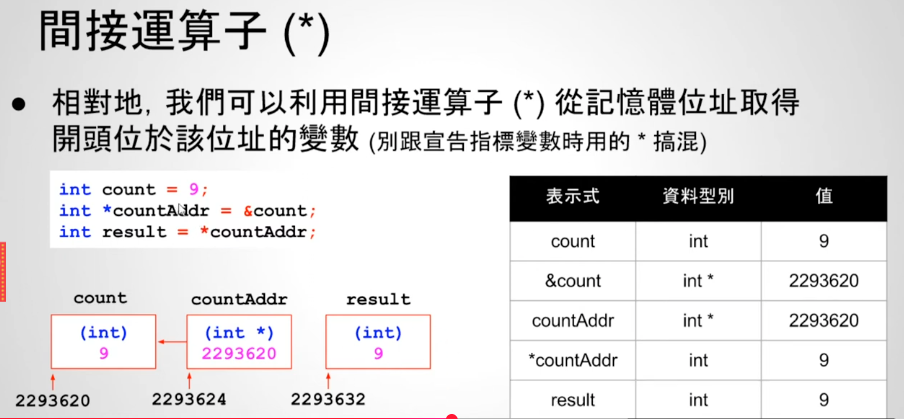 間接運算子 (*)
● 相對地, 我們可以利用間接運算子 (*) 從記憶體位址取得
開頭位於該位址的變數 (別跟宣告指標變數時用的 * 搞混)
int count = 9;
int *countAddr = &count;
int result = *countAddr;
count countAddr result
(int) (int *) (int)
9 2293620 9
2293620 2293624 2293632
表示式 資料型別 值
count int 9
&count int * 2293620
countAddr int * 2293620
*countAddr int 9
result int 9